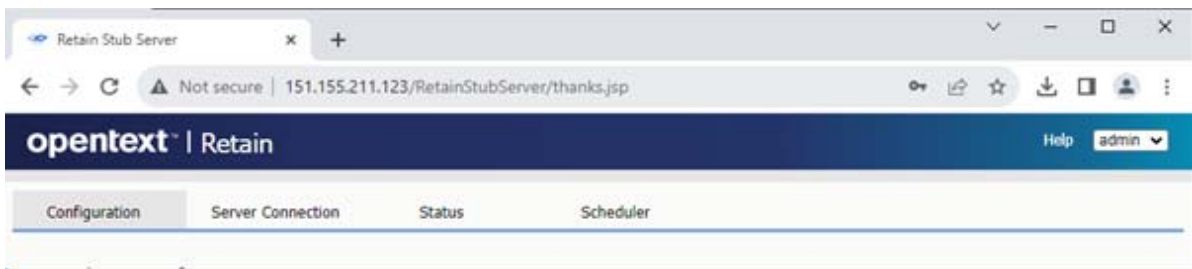 Retain Stub Server
Not secure | 151.155.211.123/RetainStubServer/thanks.jsp
opentext™ | Retain
Help admin
Configuration Server Connection Status Scheduler